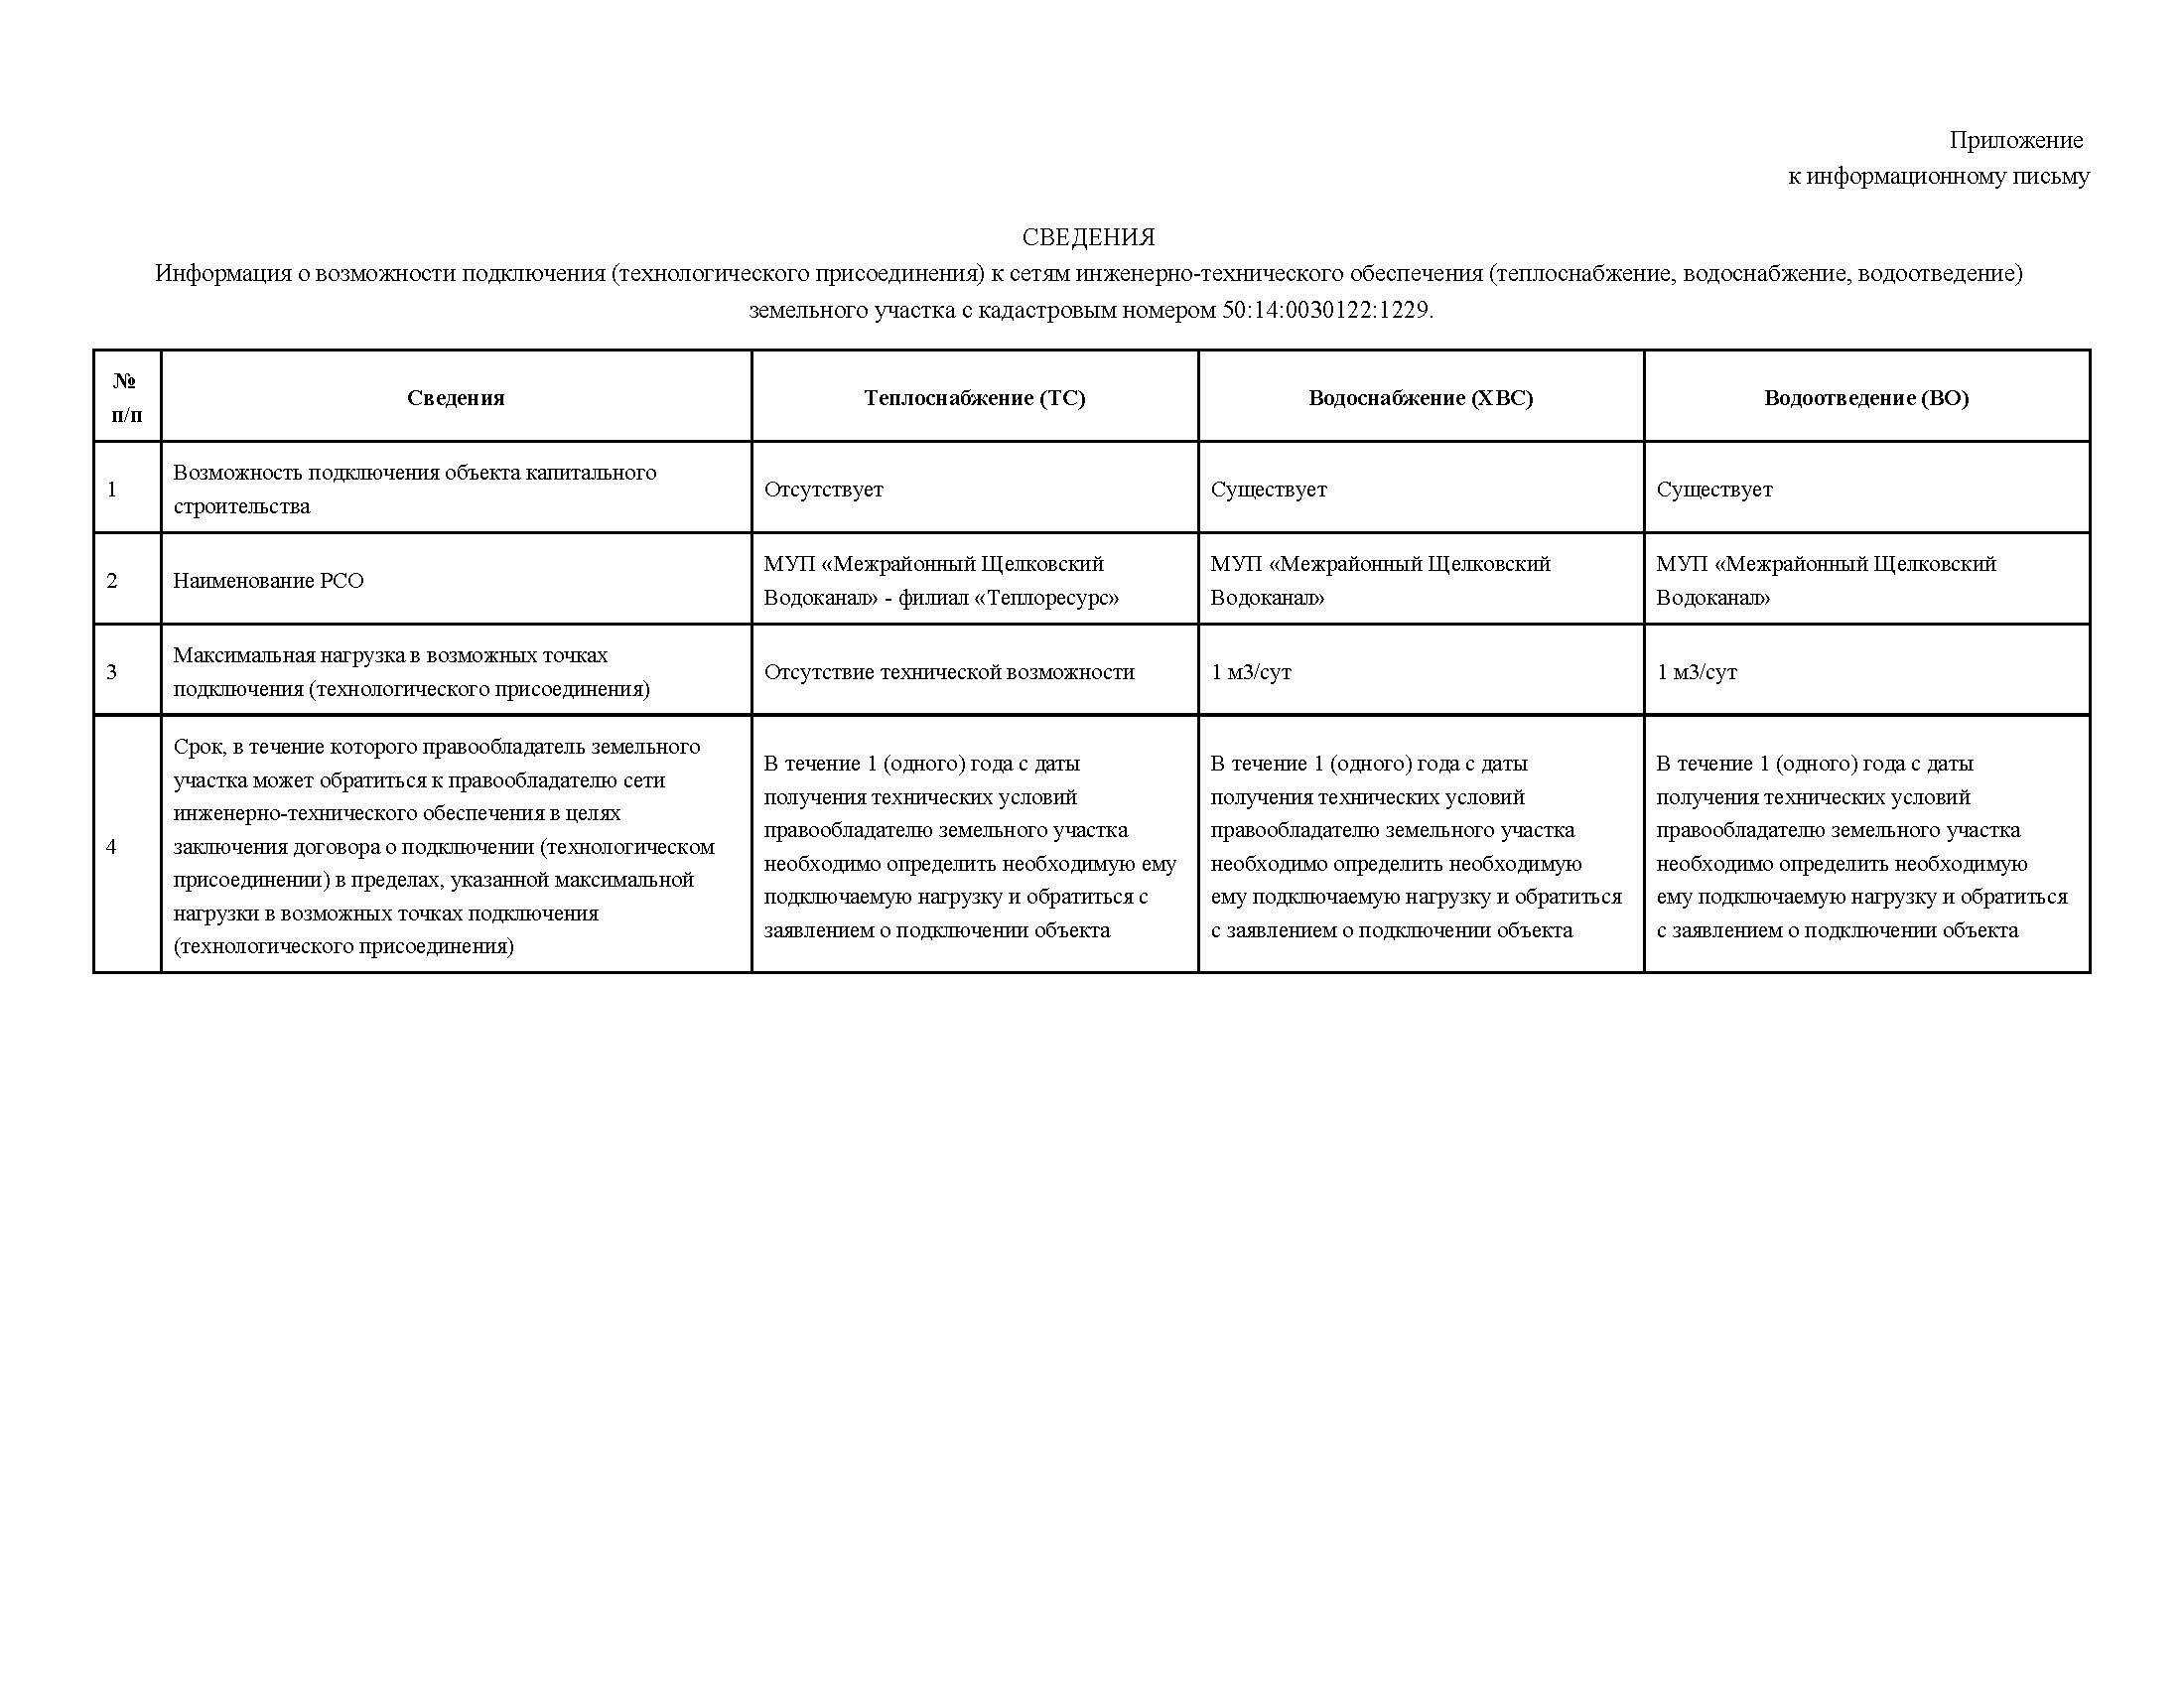 Приложение
к информационному письму
СВЕДЕНИЯ
Информация о возможности подключения (технологического присоединения) к сетям инженерно-технического обеспечения (теплоснабжение, водоснабжение, водоотведение)
земельного участка с кадастровым номером 50:14:0030122:1229.
№
п/п
Сведения
Теплоснабжение (ТС)
Водоснабжение (ХВС)
Водоотведение (ВО)
1
Возможность подключения объекта капитального
строительства
Отсутствует
Существует
Существует
2
Наименование РСО
МУП «Межрайонный Щелковский
Водоканал» - филиал «Теплоресурс»
МУП «Межрайонный Щелковский
Водоканал»
МУП «Межрайонный Щелковский
Водоканал»
3
Максимальная нагрузка в возможных точках
подключения (технологического присоединения)
Отсутствие технической возможности
1 м3/сут
1 м3/сут
4
Срок, в течение которого правообладатель земельного
участка может обратиться к правообладателю сети
инженерно-технического обеспечения в целях
заключения договора о подключении (технологическом
присоединении) в пределах, указанной максимальной
нагрузки в возможных точках подключения
(технологического присоединения)
В течение 1 (одного) года с даты
получения технических условий
правообладателю земельного участка
необходимо определить необходимую ему
подключаемую нагрузку и обратиться с
заявлением о подключении объекта
В течение 1 (одного) года с даты
получения технических условий
правообладателю земельного участка
необходимо определить необходимую
ему подключаемую нагрузку и обратиться
с заявлением о подключении объекта
В течение 1 (одного) года с даты
получения технических условий
правообладателю земельного участка
необходимо определить необходимую
ему подключаемую нагрузку и обратиться
с заявлением о подключении объекта